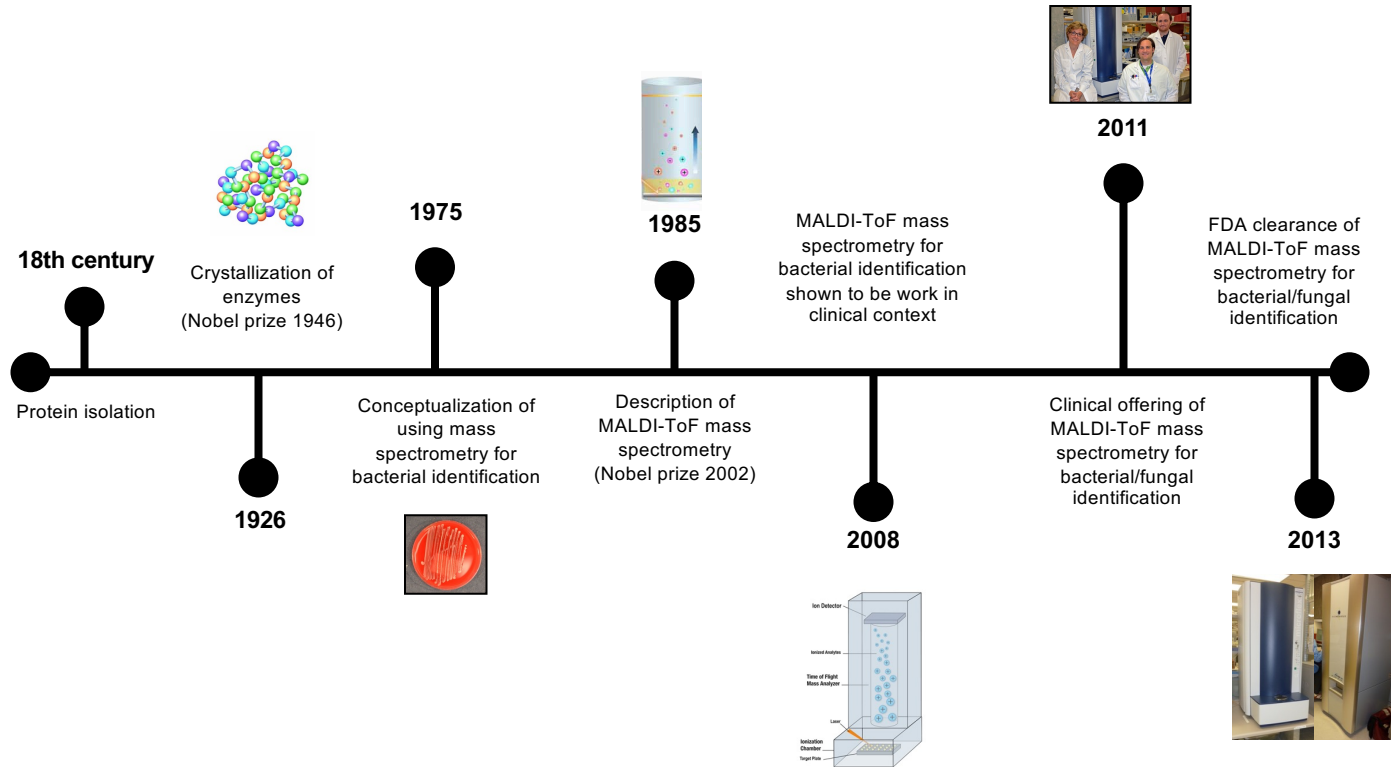 18th century
Protein isolation
Crystallization of
enzymes
(Nobel prize 1946)
1926
1975
Conceptualization of
using mass
spectrometry for
bacterial identification
1985
Description of
MALDI-ToF mass
spectrometry
(Nobel prize 2002)
MALDI-ToF mass
spectrometry for
bacterial identification
shown to be work in
clinical context
2008
Ion Detector
Ionized Analytes
Time of Flight
Mass Analyzer
Laser
Ionization
Chamber
Target Plate
2011
Clinical offering of
MALDI-ToF mass
spectrometry for
bacterial/fungal
identification
FDA clearance of
MALDI-ToF mass
spectrometry for
bacterial/fungal
identification
2013